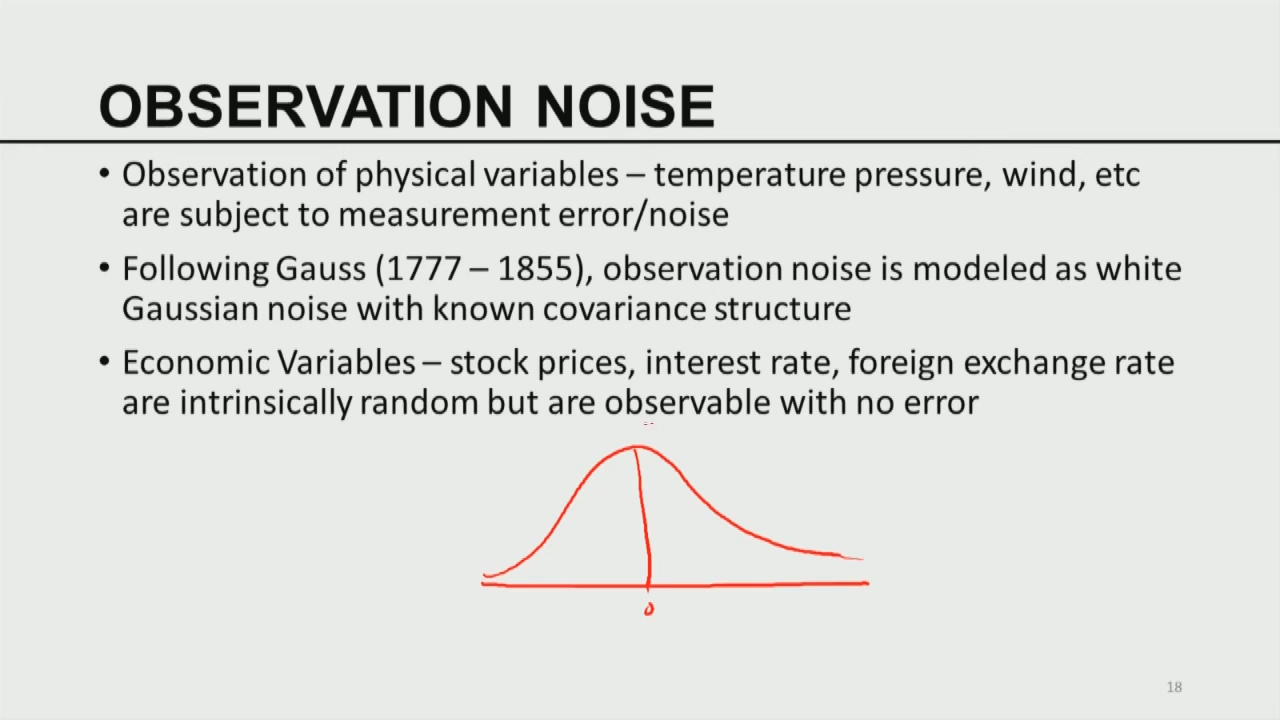 OBSERVATION NOISE
• Observation of physical variables – temperature pressure, wind, etc
are subject to measurement error/noise
• Following Gauss (1777 – 1855), observation noise is modeled as white
Gaussian noise with known covariance structure
• Economic Variables – stock prices, interest rate, foreign exchange rate
are intrinsically random but are observable with no error
0
18